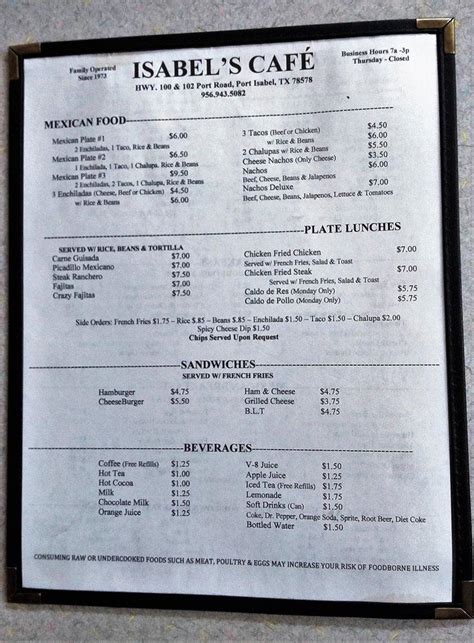 Family Operated
Since 1973
ISABEL'S CAFÉ
HWY. 100 & 102 Port Road, Port Isabel, TX 78578
956.943.5082
Business Hours 7a -3p
Thursday - Closed
MEXICAN FOOD
Mexican Plate #1 $6.00
2 Enchiladas, 1 Taco, Rice & Beans
Mexican Plate #2 $6.50
1 Enchiladas, 1 Taco, 1 Chalupa. Rice & Beans
Mexican Plate #3 $9.50
2 Enchiladas, 2 Tacos, 1 Chalupa, Rice & Beans
3 Enchiladas (Cheese, Beef or Chicken) $4.50
w/ Rice & Beans $6.00
3 Tacos (Beef or Chicken) $4.50
w/ Rice & Beans $6.00
2 Chalupas w/ Rice & Beans $5.50
Cheese Nachos (Only Cheese) $3.50
Nachos $6.00
Beef, Cheese, Beans & Jalapenos
Nachos Deluxe $7.00
Beef, Cheese, Beans, Jalapenos, Lettuce & Tomatoes
PLATE LUNCHES
SERVED W/ RICE, BEANS & TORTILLA
Carne Guisada $7.00
Picadillo Mexicano $7.00
Steak Ranchero $7.50
Fajitas $7.00
Crazy Fajitas $7.50
Chicken Fried Chicken $7.00
Served w/ French Fries, Salad & Toast
Chicken Fried Steak $7.00
Served w/ French Fries, Salad & Toast
Caldo de Res (Monday Only) $5.75
Caldo de Pollo (Monday Only) $5.75
Side Orders: French Fries $1.75 – Rice $.85 – Beans $.85 – Enchilada $1.50 – Taco $1.50 – Chalupa $2.00
Spicy Cheese Dip $1.50
Chips Served Upon Request
SANDWICHES
SERVED W/ FRENCH FRIES
Hamburger $4.75
CheeseBurger $5.50
Ham & Cheese $4.75
Grilled Cheese $3.75
B.L.T $4.75
BEVERAGES
Coffee (Free Refills) $1.25
Hot Tea $1.00
Hot Cocoa $1.00
Milk $1.25
Chocolate Milk $1.50
Orange Juice $1.25
V-8 Juice $1.50
Apple Juice $1.25
Iced Tea (Free Refills) $1.75
Lemonade $1.75
Soft Drinks (Can) $1.50
Coke, Dr. Pepper, Orange Soda, Sprite, Root Beer, Diet Coke
Bottled Water $1.50
CONSUMING RAW OR UNDERCOOKED FOODS SUCH AS MEAT, POULTRY & EGGS MAY INCREASE YOUR RISK OF FOODBORNE ILLNESS